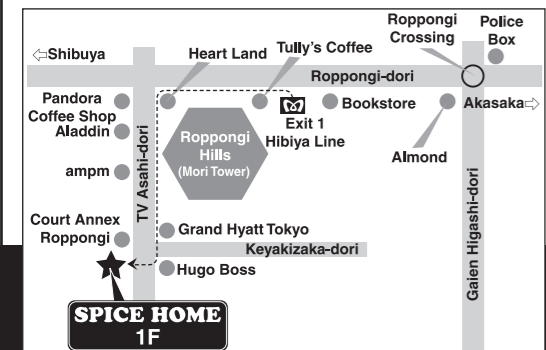 Roppongi
Crossing
Police
Box
⇦Shibuya
Heart Land
Tully's Coffee
Roppongi-dori
Pandora
Coffee Shop
Aladdin
Exit 1
Hibiya Line
Bookstore
Akasaka⇨
Almond
Roppongi
Hills
(Mori Tower)
ampm
TV Asahi-dori
Gaien Higashi-dori
Court Annex
Roppongi
Grand Hyatt Tokyo
Keyakizaka-dori
Hugo Boss
SPICE HOME
1F